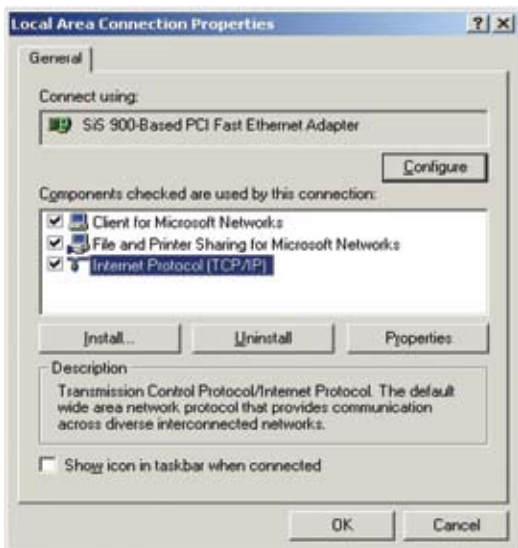 Local Area Connection Properties
General
Connect using:
SiS 900-Based PCI Fast Ethernet Adapter
Configure
Components checked are used by this connection:
Client for Microsoft Networks
File and Printer Sharing for Microsoft Networks
Internet Protocol (TCP/IP)
Install...
Uninstall
Properties
Description
Transmission Control Protocol/Internet Protocol. The default
wide area network protocol that provides communication
across diverse interconnected networks.
Show icon in taskbar when connected
OK
Cancel